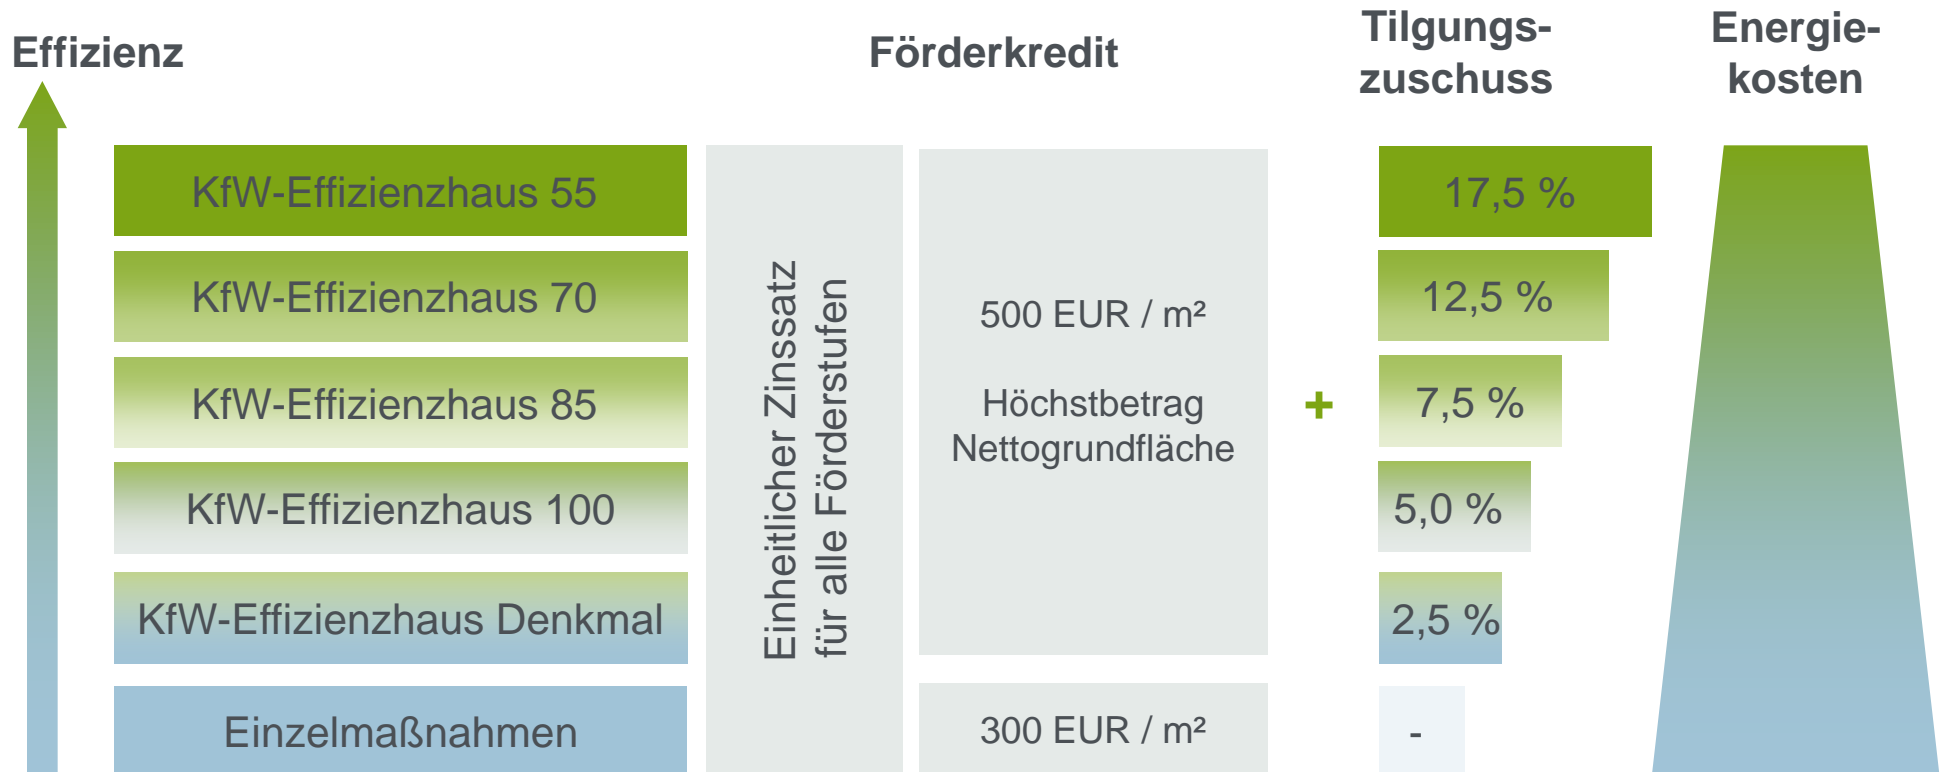 Effizienz
Förderkredit
Tilgungs-
zuschuss
Energie-
kosten
KfW-Effizienzhaus 55
KfW-Effizienzhaus 70
KfW-Effizienzhaus 85
KfW-Effizienzhaus 100
KfW-Effizienzhaus Denkmal
Einzelmaßnahmen
Einheitlicher Zinssatz
für alle Förderstufen
500 EUR / m²
Höchstbetrag
Nettogrundfläche
300 EUR / m²
+
17,5 %
12,5 %
7,5 %
5,0 %
2,5 %
-